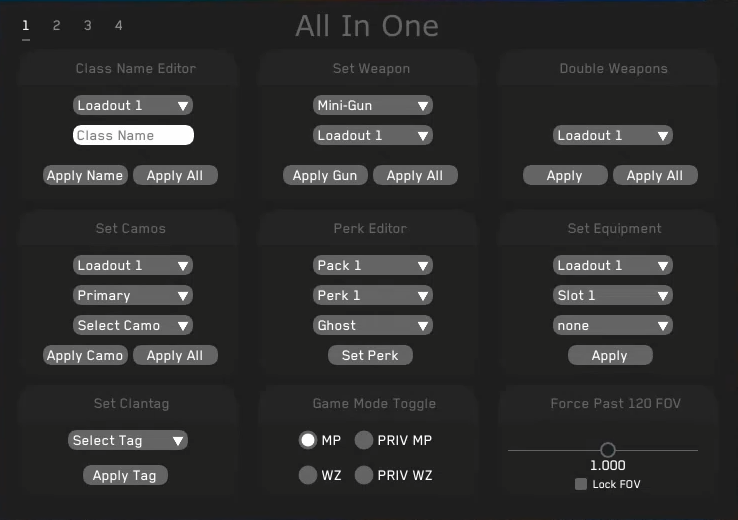 1 2 3 4
All In One
Class Name Editor
Loadout 1
Class Name
Apply Name Apply All
Set Weapon
Mini-Gun
Loadout 1
Apply Gun Apply All
Double Weapons
Loadout 1
Apply Apply All
Set Camos
Loadout 1
Primary
Select Camo
Apply Camo Apply All
Perk Editor
Pack 1
Perk 1
Ghost
Set Perk
Set Equipment
Loadout 1
Slot 1
none
Apply
Set Clantag
Select Tag
Apply Tag
Game Mode Toggle
MP PRIV MP
WZ PRIV WZ
Force Past 120 FOV
1.000
Lock FOV